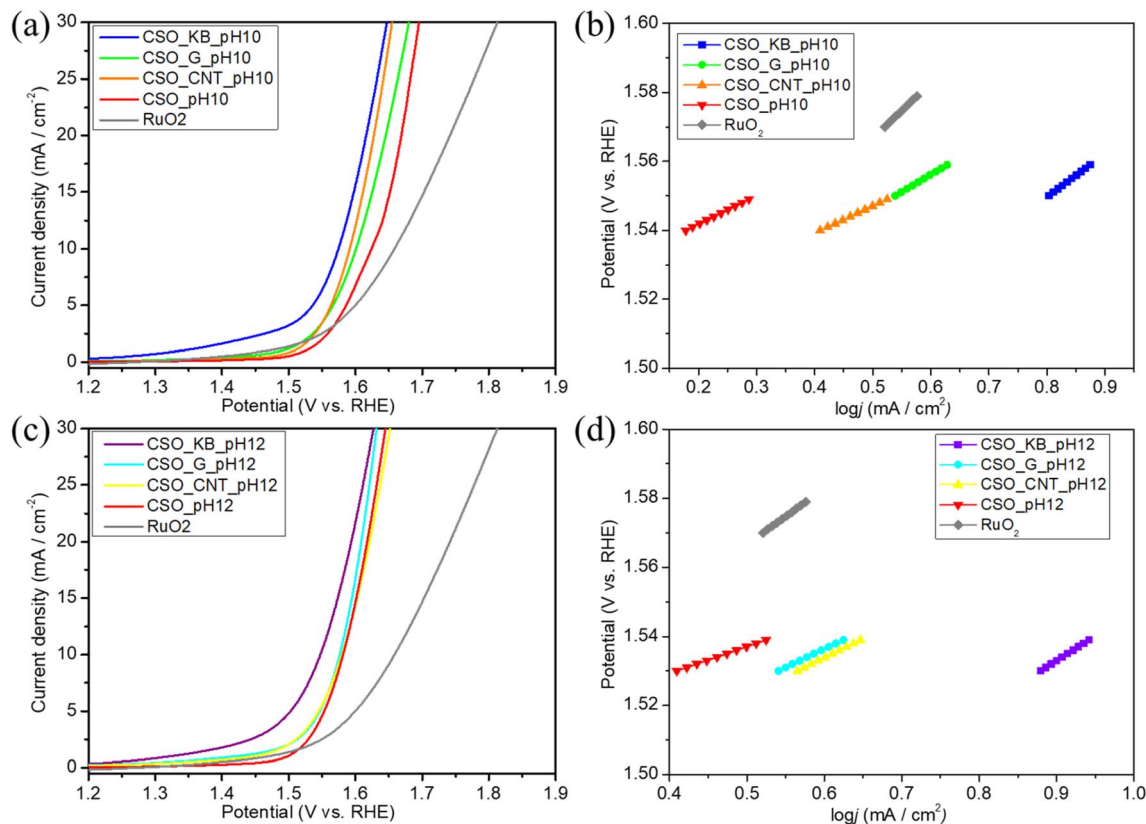 (a)
30
25
20
15
10
5
0
Current density (mA / cm⁻²)
CSO_KB_pH10
CSO_G_pH10
CSO_CNT_pH10
CSO_pH10
RuO2
1.2 1.3 1.4 1.5 1.6 1.7 1.8 1.9
Potential (V vs. RHE)
(b)
1.60
1.58
1.56
1.54
1.52
1.50
Potential (V vs. RHE)
CSO_KB_pH10
CSO_G_pH10
CSO_CNT_pH10
CSO_pH10
RuO₂
0.2 0.3 0.4 0.5 0.6 0.7 0.8 0.9
logj (mA / cm²)
(c)
30
25
20
15
10
5
0
Current density (mA / cm⁻²)
CSO_KB_pH12
CSO_G_pH12
CSO_CNT_pH12
CSO_pH12
RuO2
1.2 1.3 1.4 1.5 1.6 1.7 1.8 1.9
Potential (V vs. RHE)
(d)
1.60
1.58
1.56
1.54
1.52
1.50
Potential (V vs. RHE)
CSO_KB_pH12
CSO_G_pH12
CSO_CNT_pH12
CSO_pH12
RuO₂
0.4 0.5 0.6 0.7 0.8 0.9 1.0
logj (mA / cm²)